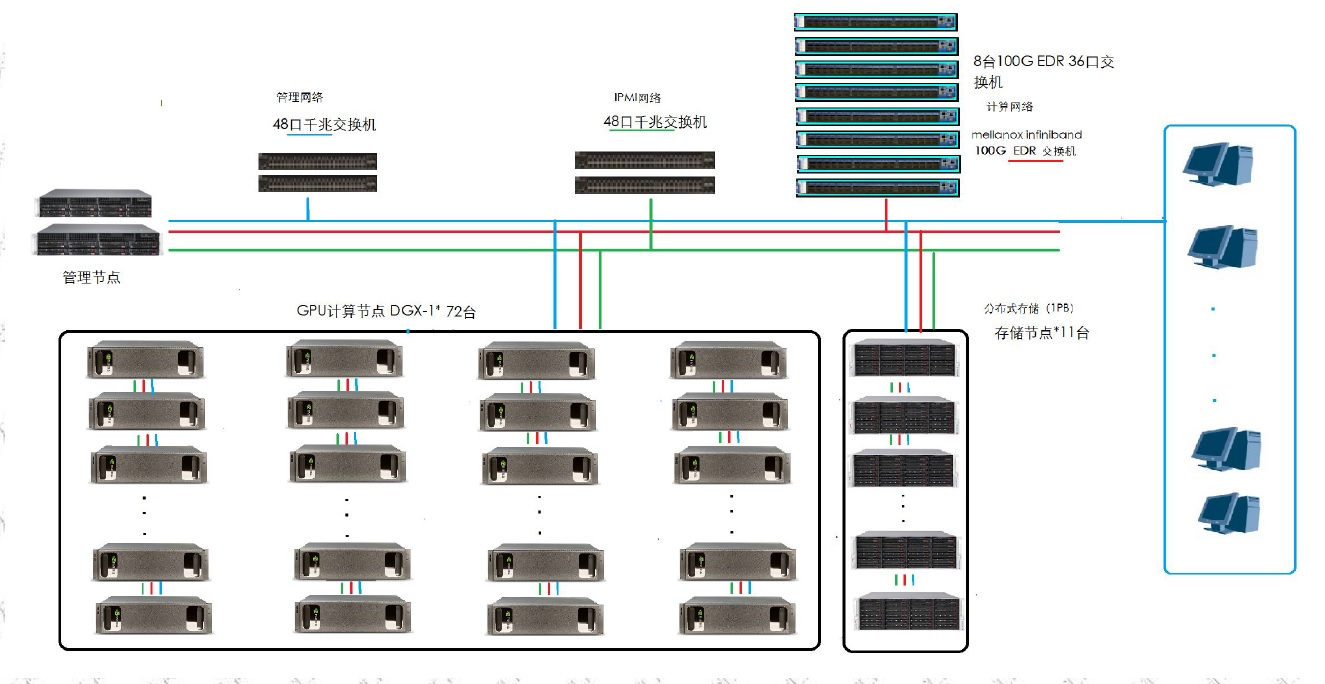 8台100G EDR 36口交
换机
计算网络
mellanox infiniband
100G EDR 交换机
管理网络
48口千兆交换机
IPMI网络
48口千兆交换机
管理节点
GPU计算节点 DGX-1* 72台
分布式存储（1PB）
存储节点*11台